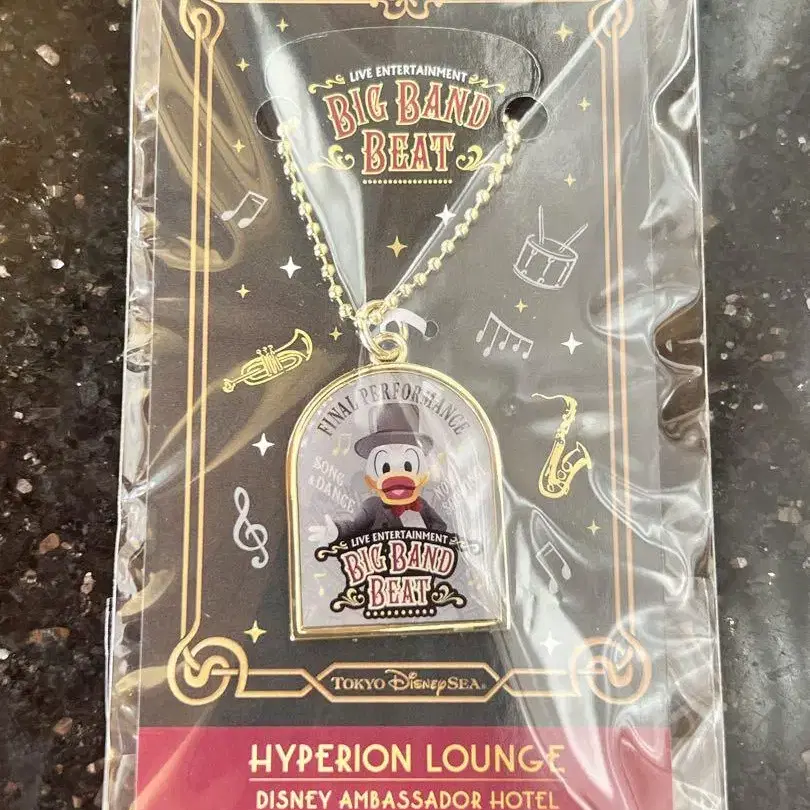 LIVE ENTERTAINMENT
BIG BAND
BEAT
FINAL PERFORMANCE
SONG
& DANCE
LIVE ENTERTAINMENT
BIG BAND
BEAT
TOKYO DISNEYSEA®
HYPERION LOUNGE
DISNEY AMBASSADOR HOTEL